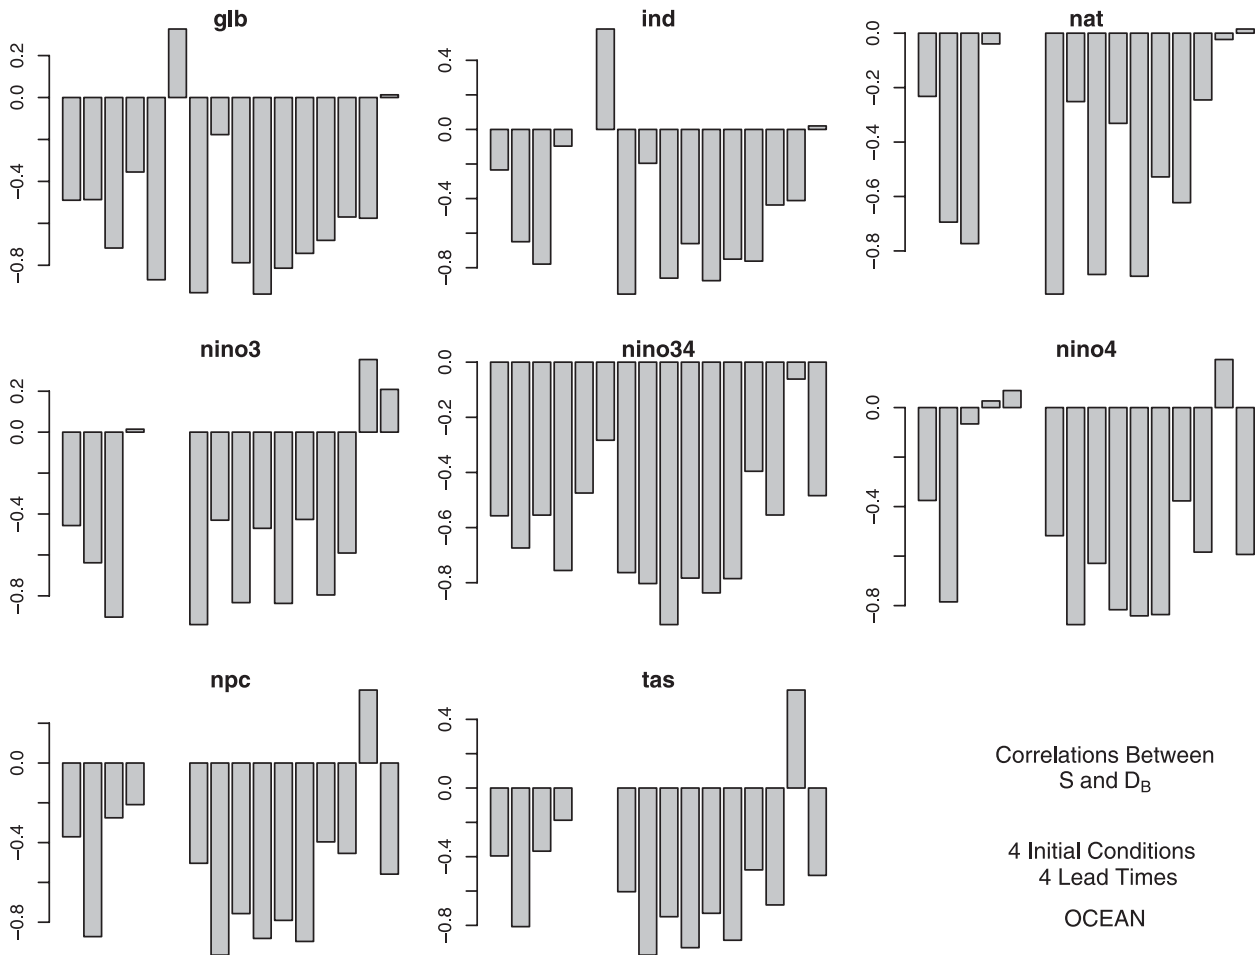 glb
0.2
0.0
−0.4
−0.8
ind
0.4
0.0
−0.4
−0.8
nat
0.0
−0.2
−0.4
−0.6
−0.8
nino3
0.2
0.0
−0.4
−0.8
nino34
0.0
−0.2
−0.4
−0.6
−0.8
nino4
0.0
−0.4
−0.8
npc
0.0
−0.4
−0.8
tas
0.4
0.0
−0.4
−0.8
Correlations Between
S and D_B
4 Initial Conditions
4 Lead Times
OCEAN